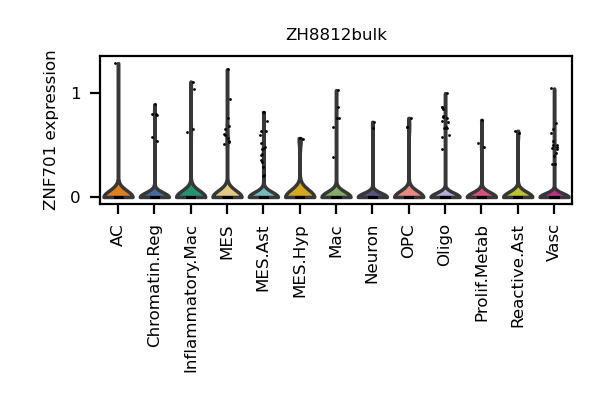 ZH8812bulk
ZNF701 expression
1
0
AC
Chromatin.Reg
Inflammatory.Mac
MES
MES.Ast
MES.Hyp
Mac
Neuron
OPC
Oligo
Prolif.Metab
Reactive.Ast
Vasc